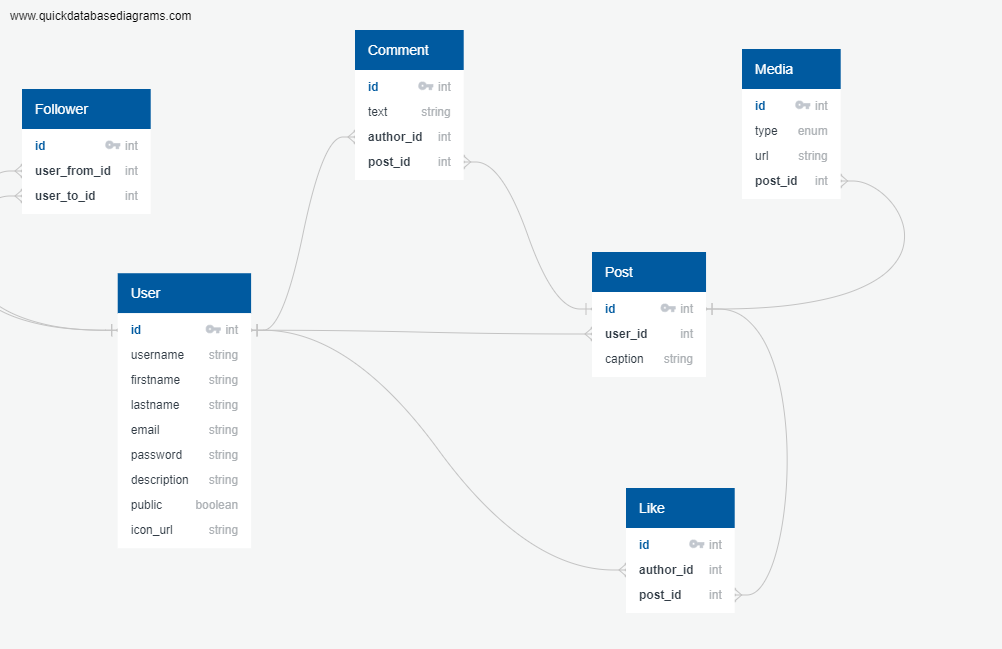 www.quickdatabasediagrams.com
Follower
id int
user_from_id int
user_to_id int
Comment
id int
text string
author_id int
post_id int
Media
id int
type enum
url string
post_id int
User
id int
username string
firstname string
lastname string
email string
password string
description string
public boolean
icon_url string
Post
id int
user_id int
caption string
Like
id int
author_id int
post_id int